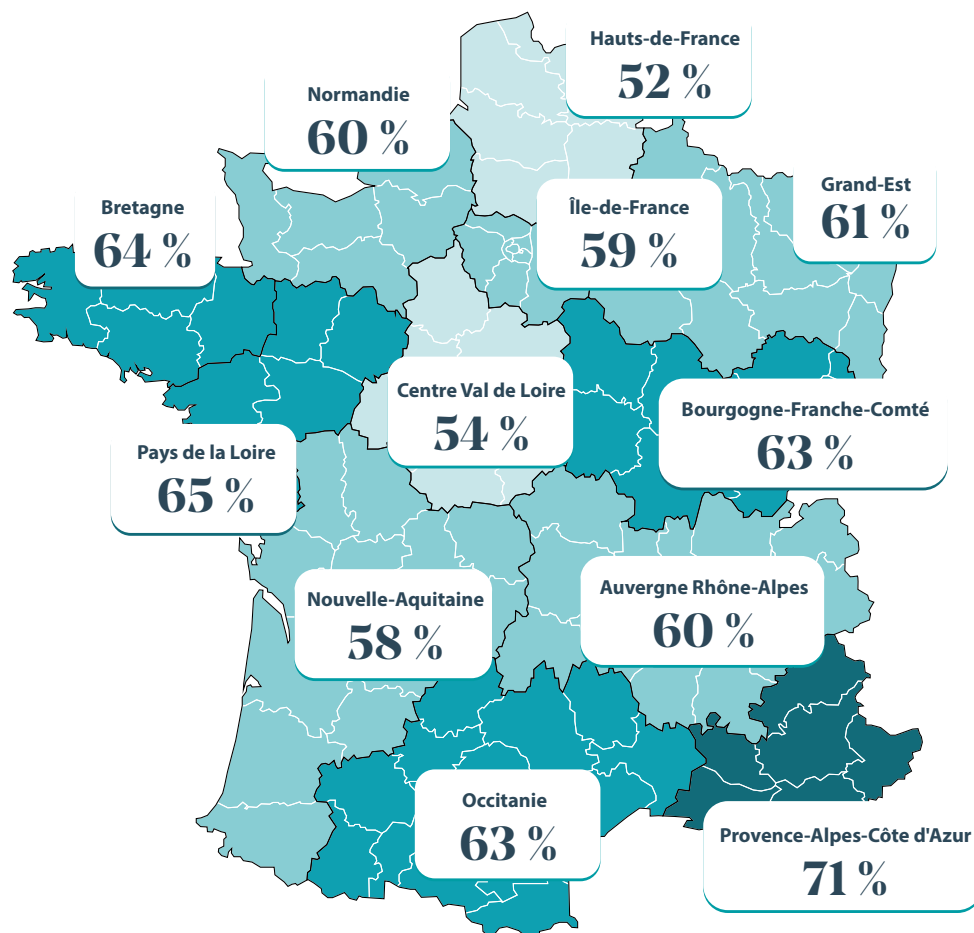 Hauts-de-France
52 %
Normandie
60 %
Grand-Est
61 %
Bretagne
64 %
Île-de-France
59 %
Centre Val de Loire
54 %
Bourgogne-Franche-Comté
63 %
Pays de la Loire
65 %
Nouvelle-Aquitaine
58 %
Auvergne Rhône-Alpes
60 %
Occitanie
63 %
Provence-Alpes-Côte d'Azur
71 %